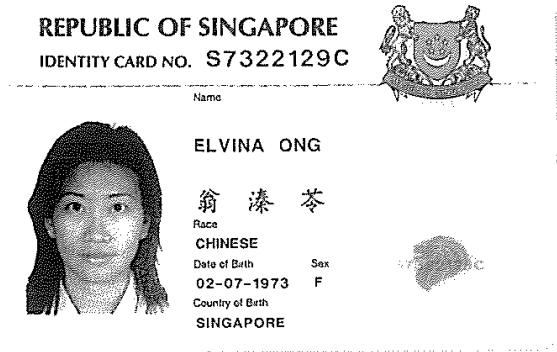 REPUBLIC OF SINGAPORE
IDENTITY CARD NO. S7322129C
Name
ELVINA ONG
翁 溱 苓
Race
CHINESE
Date of Birth Sex
02-07-1973 F
Country of Birth
SINGAPORE